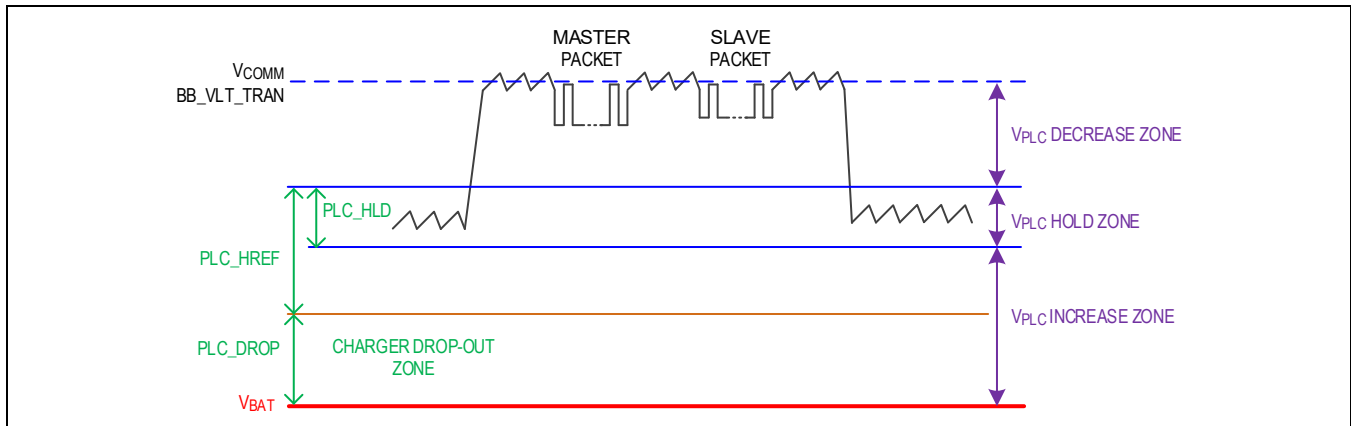 MASTER
PACKET
SLAVE
PACKET
VCOMM
BB_VLT_TRAN
VPLC DECREASE ZONE
PLC_HLD
VPLC HOLD ZONE
PLC_HREF
VPLC INCREASE ZONE
PLC_DROP
CHARGER DROP-OUT
ZONE
VBAT